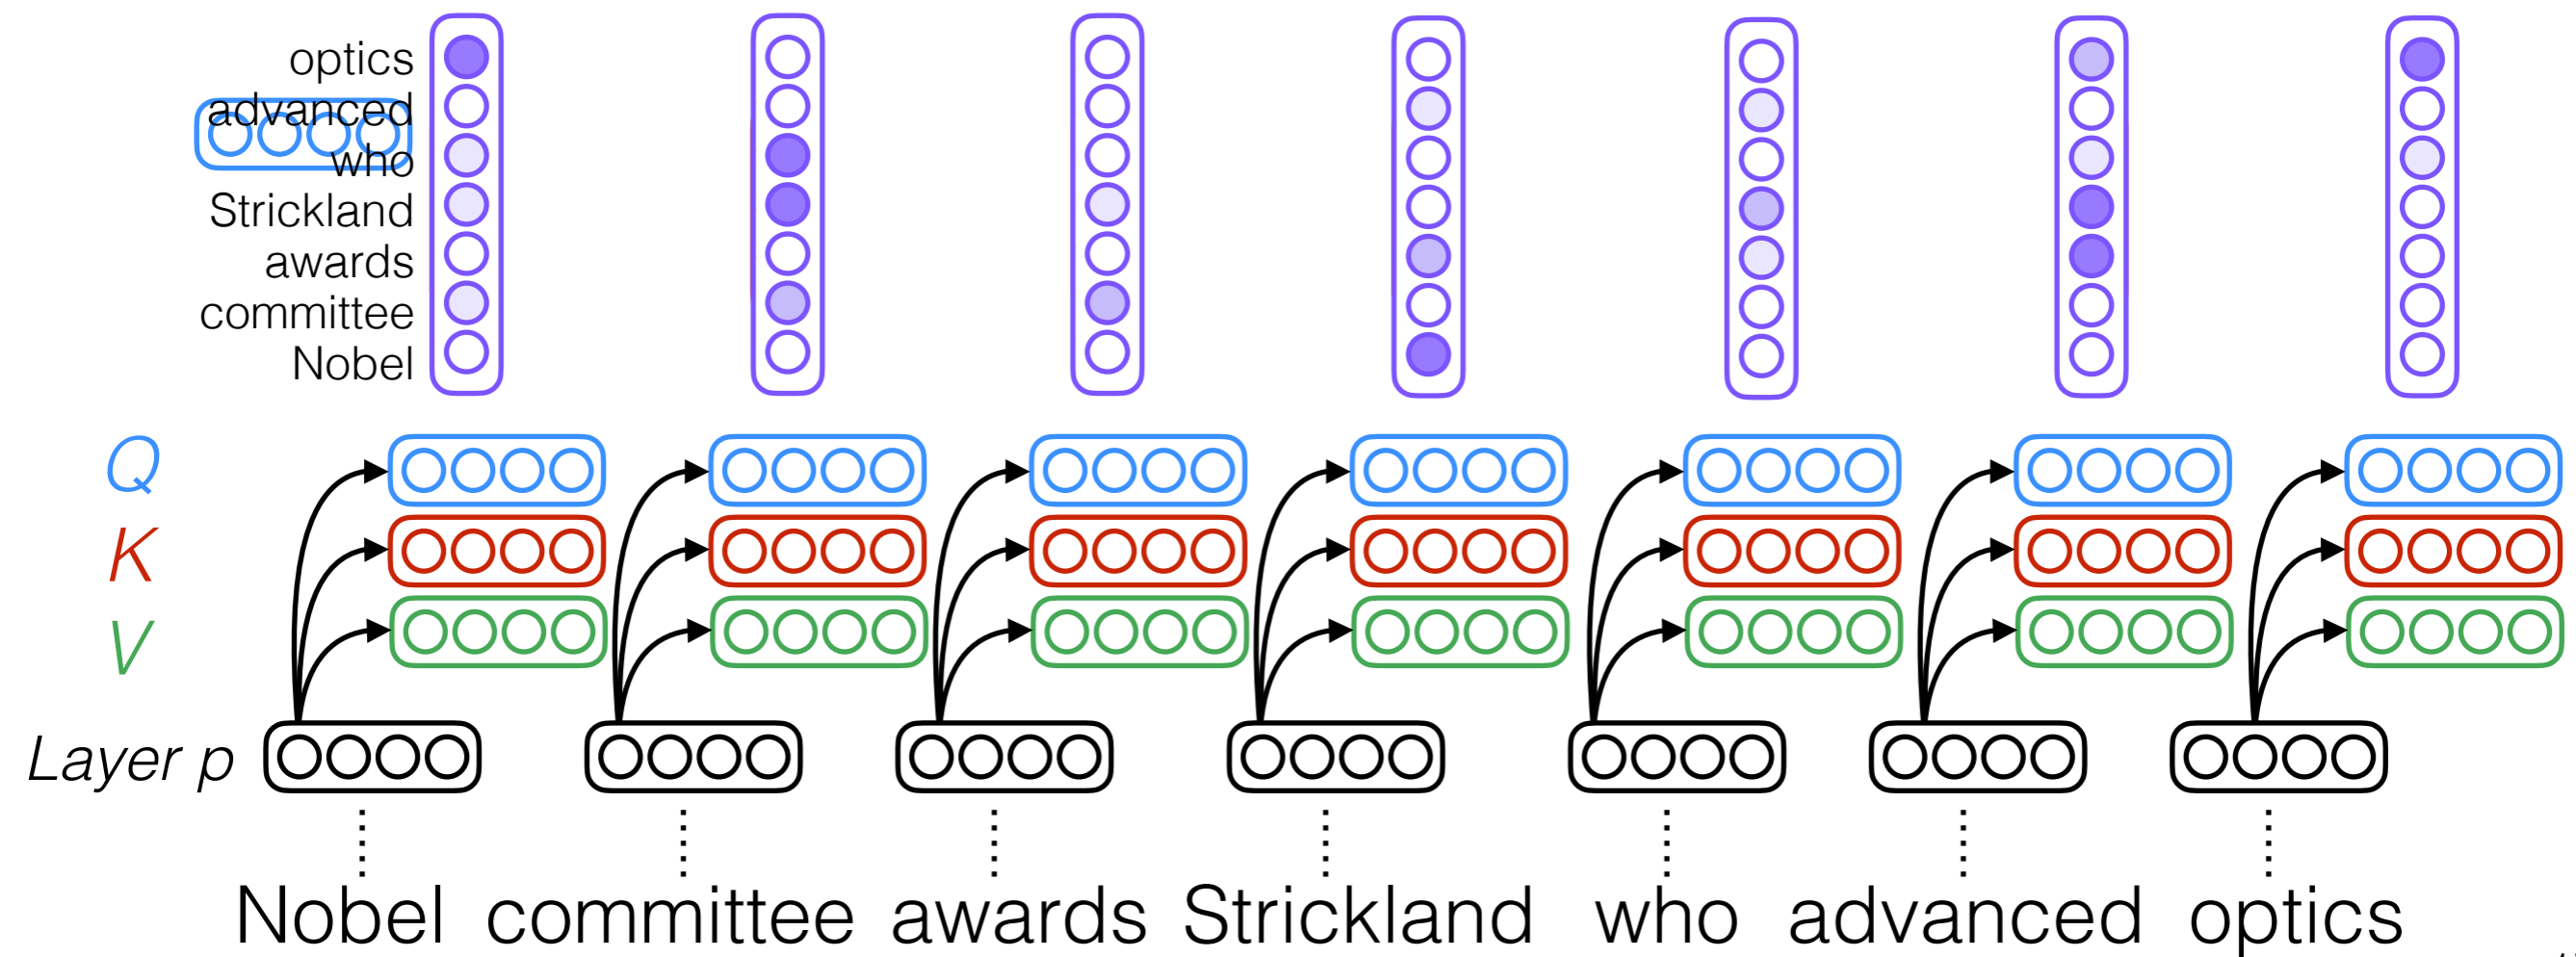 optics
advanced
who
Strickland
awards
committee
Nobel
Q
K
V
Layer p
Nobel committee awards Strickland who advanced optics